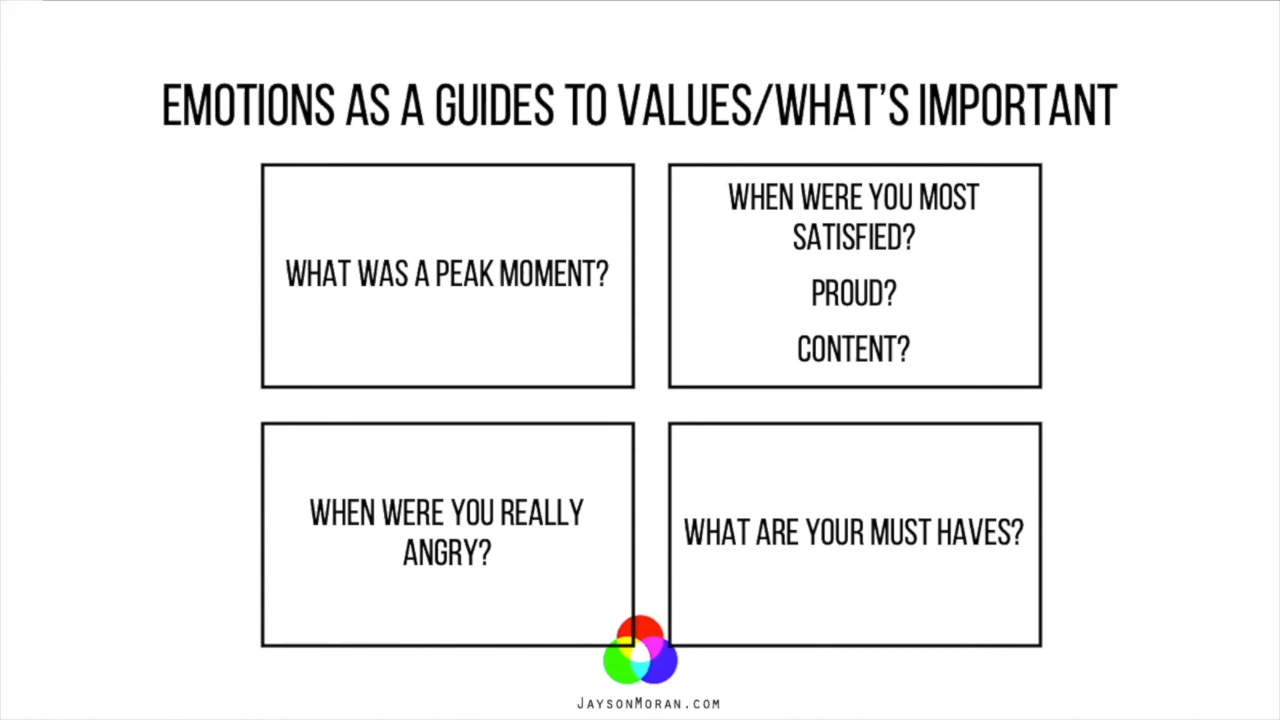 EMOTIONS AS A GUIDES TO VALUES/WHAT'S IMPORTANT
WHAT WAS A PEAK MOMENT?
WHEN WERE YOU MOST
SATISFIED?
PROUD?
CONTENT?
WHEN WERE YOU REALLY
ANGRY?
WHAT ARE YOUR MUST HAVES?
JAYSONMORAN.COM